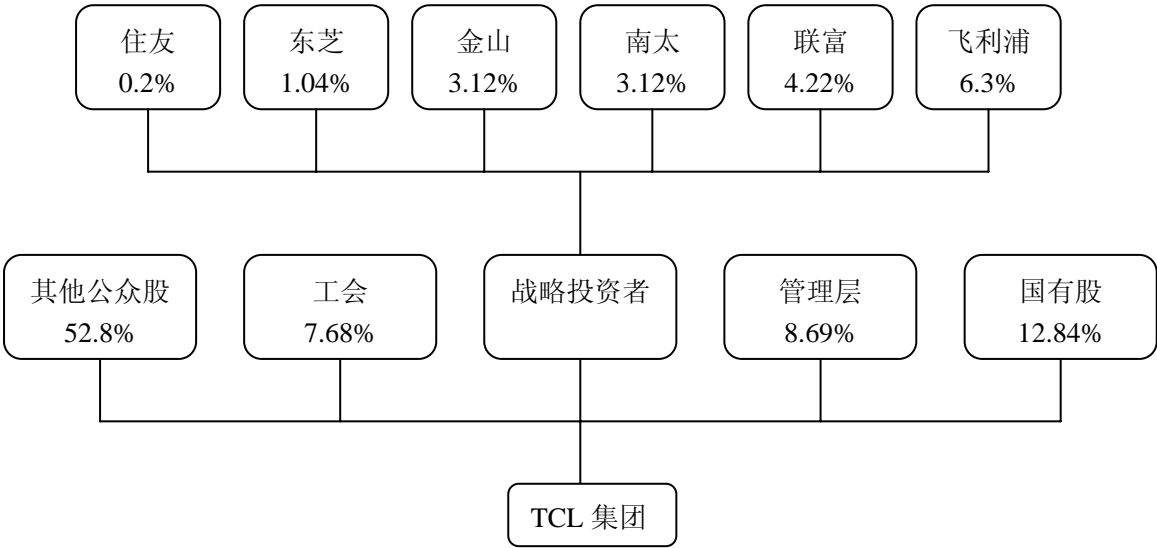 住友
0.2%
东芝
1.04%
金山
3.12%
南太
3.12%
联富
4.22%
飞利浦
6.3%
其他公众股
52.8%
工会
7.68%
战略投资者
管理层
8.69%
国有股
12.84%
TCL 集团